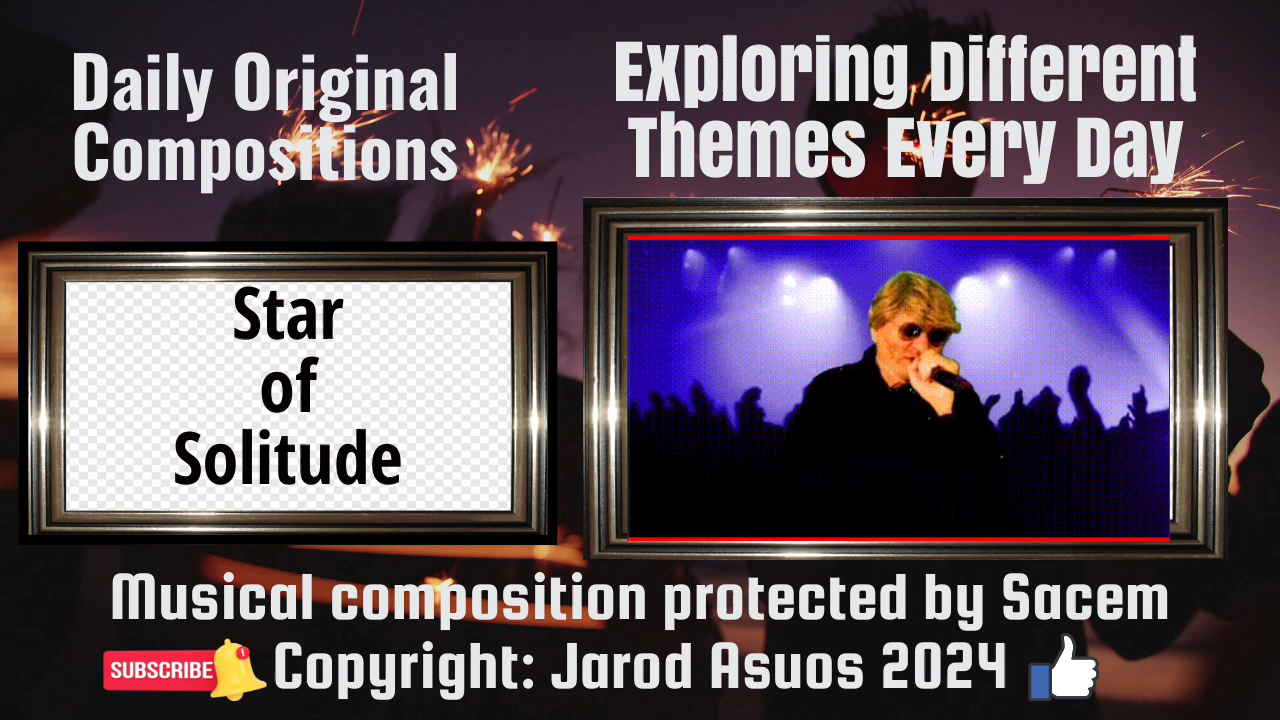 Daily Original
Compositions
Exploring Different
Themes Every Day
Star
of
Solitude
Musical composition protected by Sacem
SUBSCRIBE 1 Copyright: Jarod Asuos 2024